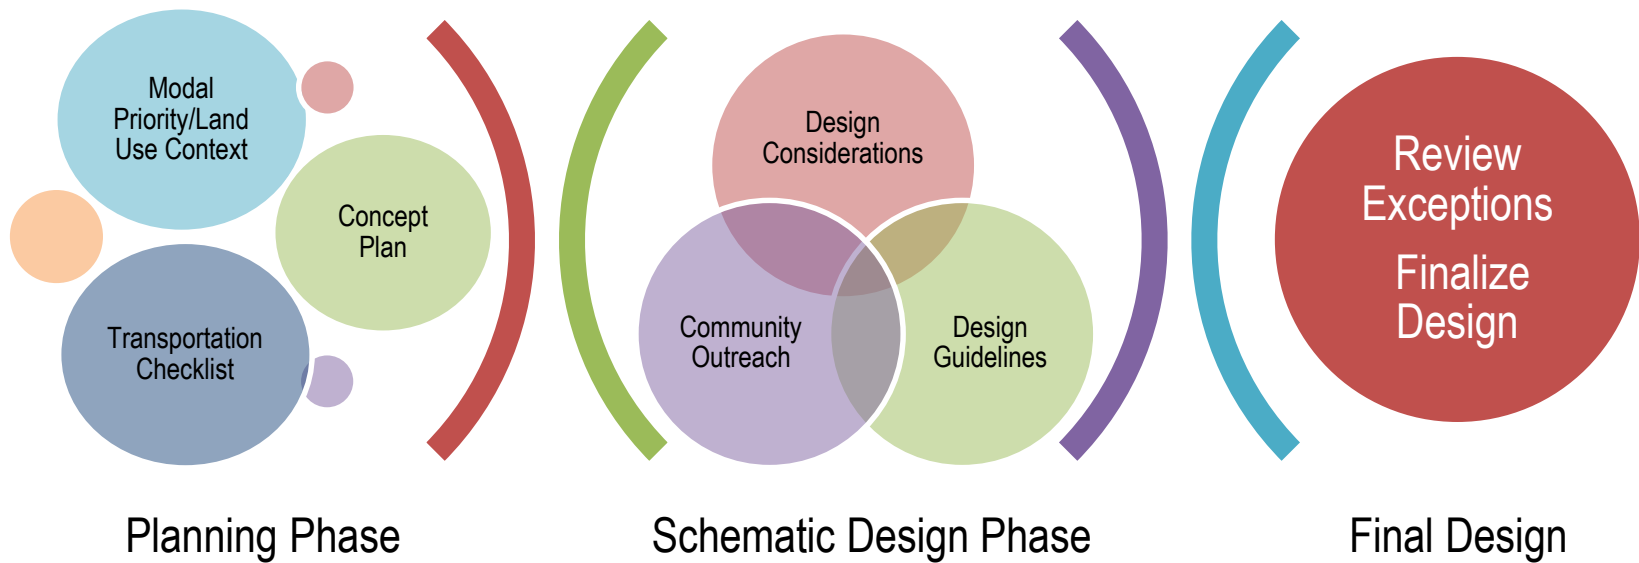 Modal
Priority/Land
Use Context
Concept
Plan
Transportation
Checklist
Planning Phase
Design
Considerations
Community
Outreach
Design
Guidelines
Schematic Design Phase
Review
Exceptions
Finalize
Design
Final Design